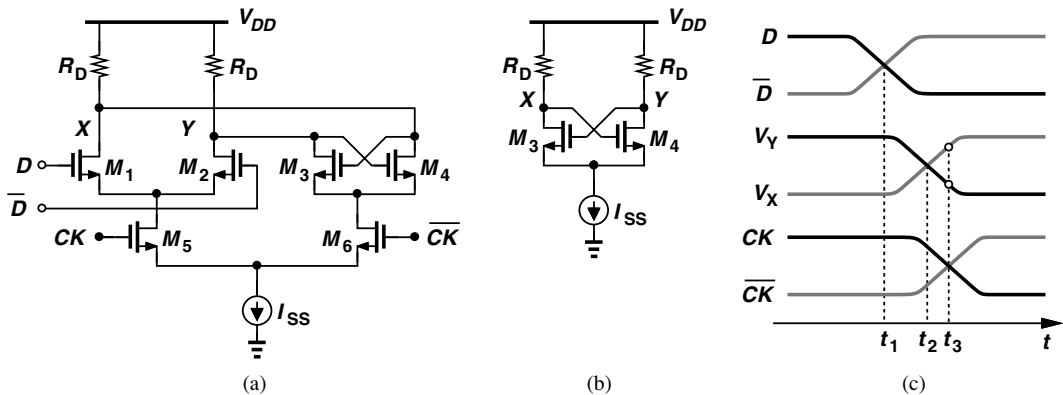 V_DD
R_D R_D
X Y
D M_1 M_2 M_3 M_4
D̅
CK M_5 M_6 C̅K̅
I_SS
(a)
V_DD
R_D R_D
X Y
M_3 M_4
I_SS
(b)
D
D̅
V_Y
V_X
CK
C̅K̅
t_1 t_2 t_3 t
(c)